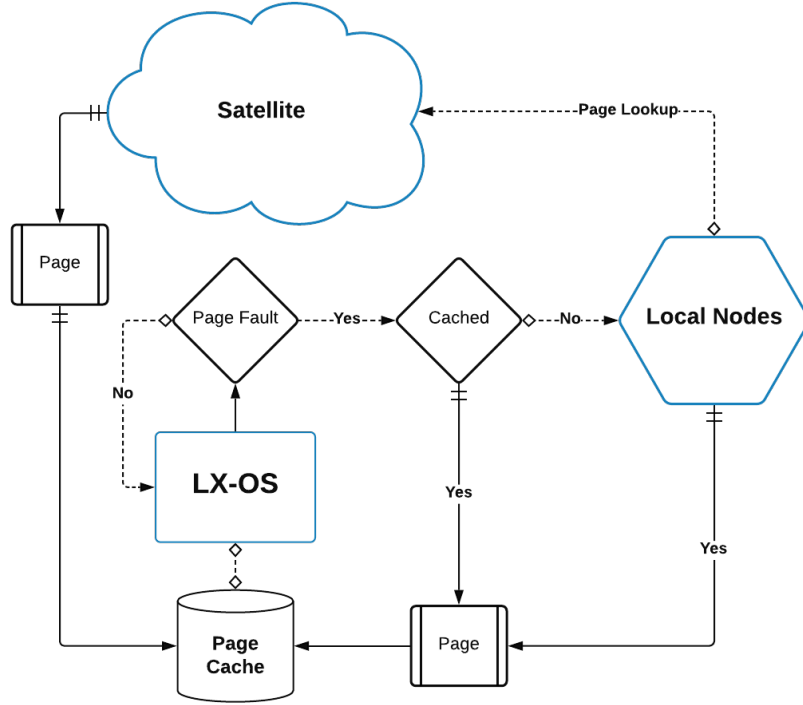 Satellite
Page Lookup
Page
Page Fault
Yes
Cached
No
Local Nodes
No
LX-OS
Yes
Yes
Page
Cache
Page